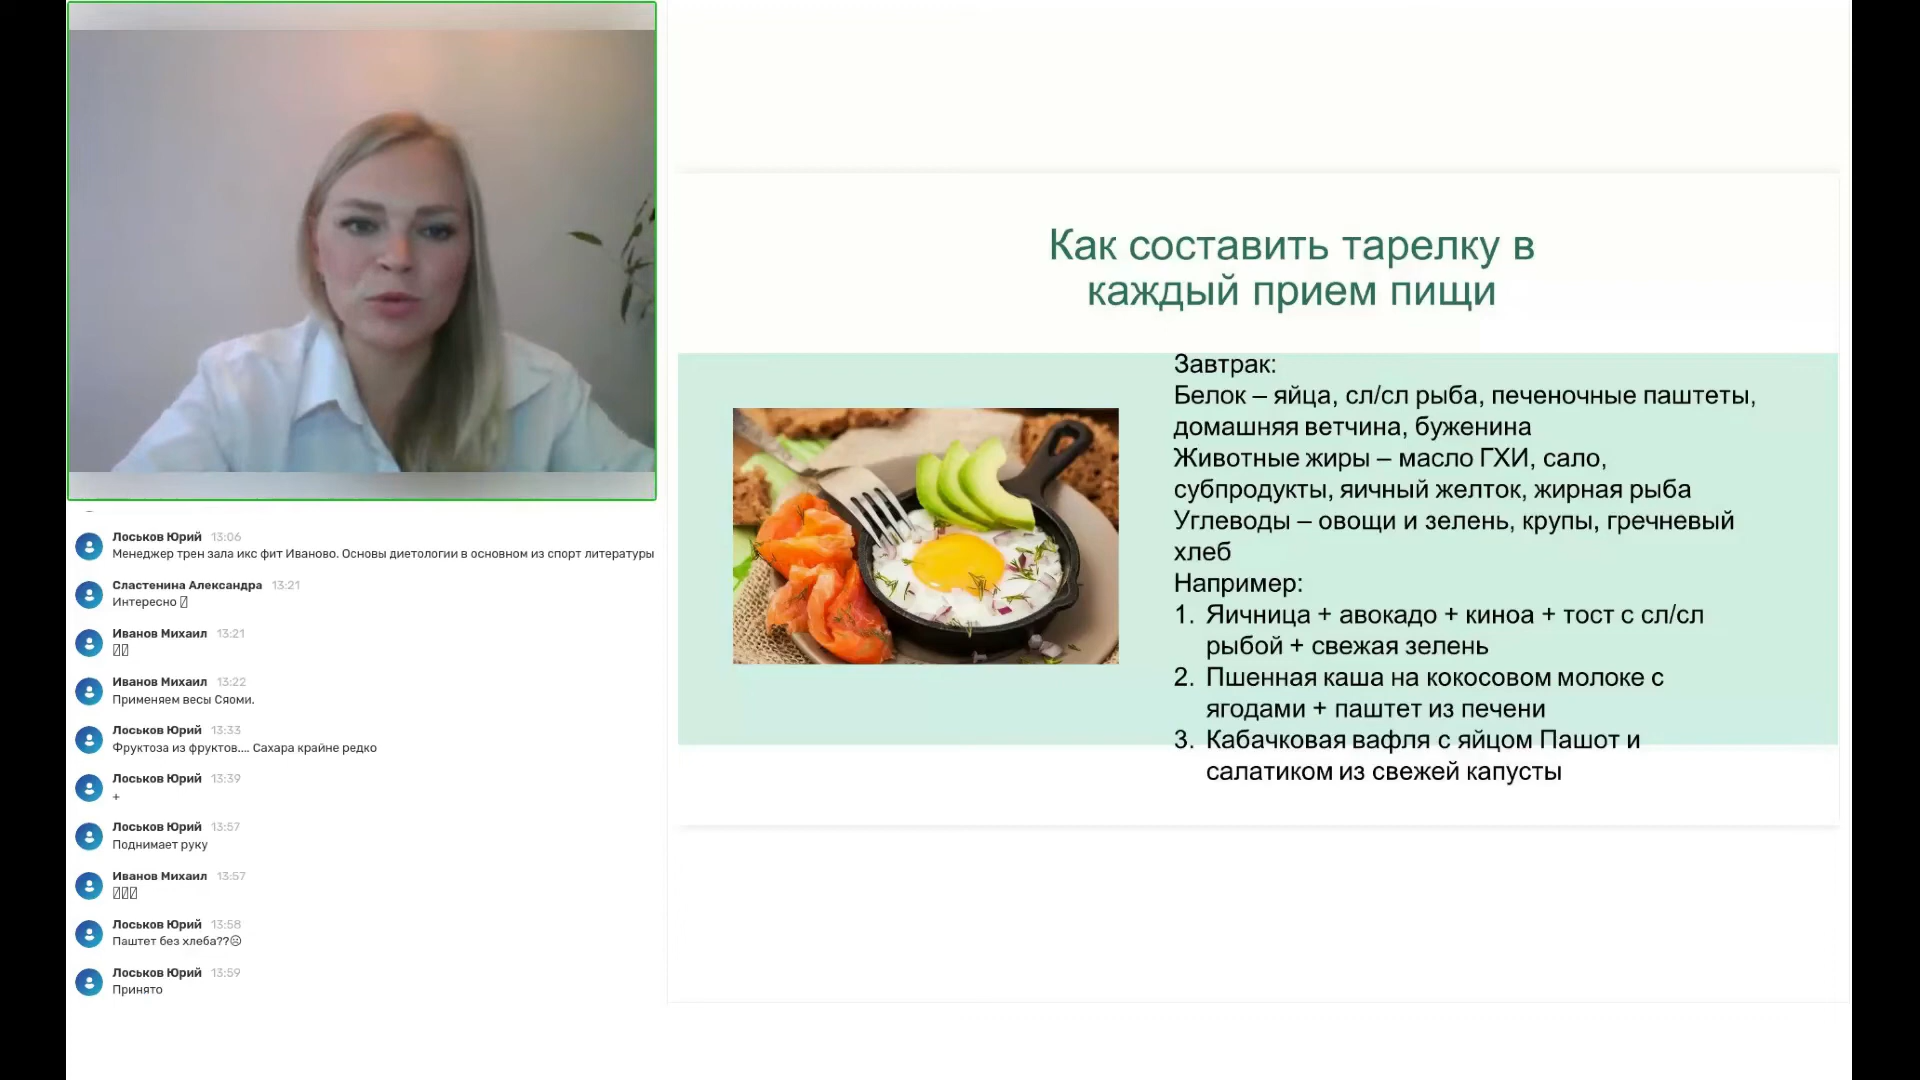 Лоськов Юрий 13:06
Менеджер трен зала икс фит Иваново. Основы диетологии в основном из спорт литературы
Сластенина Александра 13:21
Интересно
Иванов Михаил 13:21
Иванов Михаил 13:22
Применяем весы Сяоми.
Лоськов Юрий 13:33
Фруктоза из фруктов.... Сахара крайне редко
Лоськов Юрий 13:39
+
Лоськов Юрий 13:57
Поднимает руку
Иванов Михаил 13:57
Лоськов Юрий 13:58
Паштет без хлеба??☹
Лоськов Юрий 13:59
Принято
Как составить тарелку в
каждый прием пищи
Завтрак:
Белок – яйца, сл/сл рыба, печеночные паштеты,
домашняя ветчина, буженина
Животные жиры – масло ГХИ, сало,
субпродукты, яичный желток, жирная рыба
Углеводы – овощи и зелень, крупы, гречневый
хлеб
Например:
1. Яичница + авокадо + киноа + тост с сл/сл
рыбой + свежая зелень
2. Пшенная каша на кокосовом молоке с
ягодами + паштет из печени
3. Кабачковая вафля с яйцом Пашот и
салатиком из свежей капусты